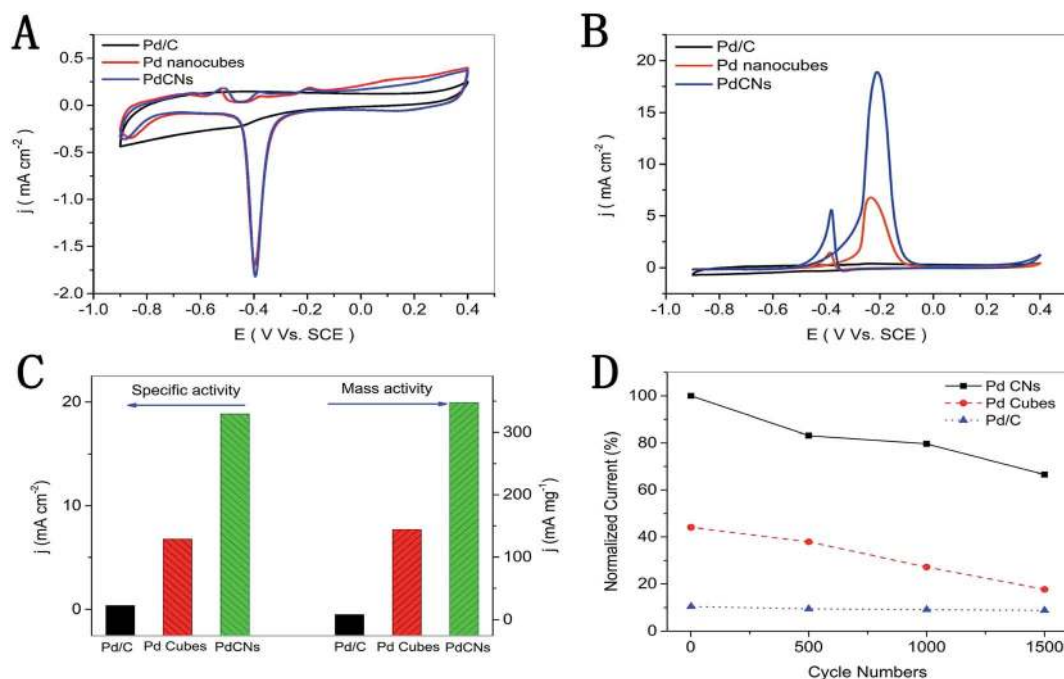 A
Pd/C
Pd nanocubes
PdCNs
0.5
0.0
-0.5
-1.0
-1.5
-2.0
j ( mA cm-2 )
-1.0 -0.8 -0.6 -0.4 -0.2 0.0 0.2 0.4
E ( V Vs. SCE )
B
Pd/C
Pd nanocubes
PdCNs
25
20
15
10
5
0
j ( mA cm-2 )
-1.0 -0.8 -0.6 -0.4 -0.2 0.0 0.2 0.4
E ( V Vs. SCE )
C
Specific activity
Mass activity
20
10
0
j (mA cm-2)
300
200
100
0
j (mA mg-1)
Pd/C Pd Cubes PdCNs Pd/C Pd Cubes PdCNs
D
Pd CNs
Pd Cubes
Pd/C
100
80
60
40
20
0
Normalized Current (%)
0 500 1000 1500
Cycle Numbers